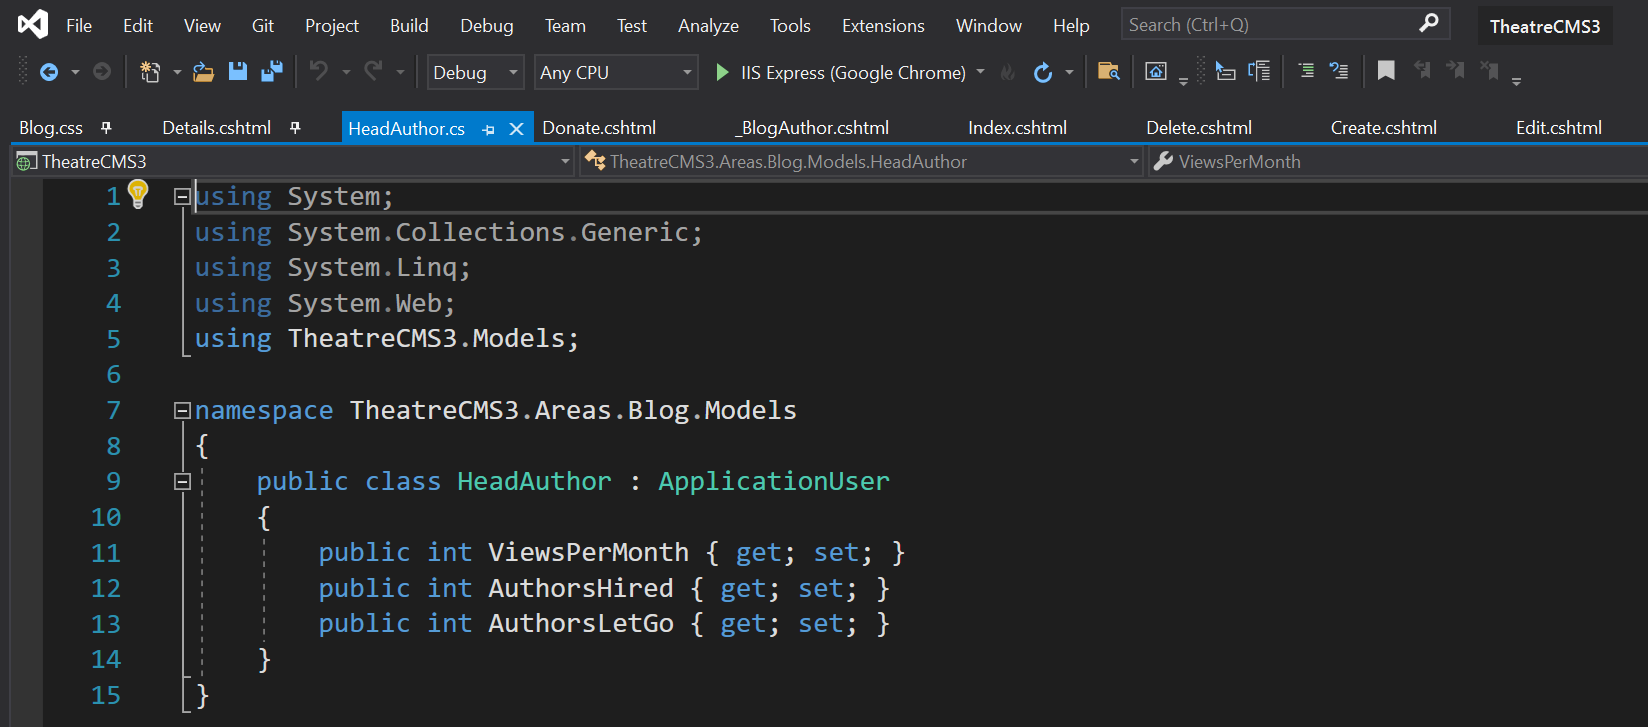 File Edit View Git Project Build Debug Team Test Analyze Tools Extensions Window Help Search (Ctrl+Q) TheatreCMS3
Debug Any CPU IIS Express (Google Chrome)
Blog.css Details.cshtml HeadAuthor.cs Donate.cshtml _BlogAuthor.cshtml Index.cshtml Delete.cshtml Create.cshtml Edit.cshtml
TheatreCMS3 TheatreCMS3.Areas.Blog.Models.HeadAuthor ViewsPerMonth
1 using System;
2 using System.Collections.Generic;
3 using System.Linq;
4 using System.Web;
5 using TheatreCMS3.Models;
6
7 namespace TheatreCMS3.Areas.Blog.Models
8 {
9 public class HeadAuthor : ApplicationUser
10 {
11 public int ViewsPerMonth { get; set; }
12 public int AuthorsHired { get; set; }
13 public int AuthorsLetGo { get; set; }
14 }
15 }